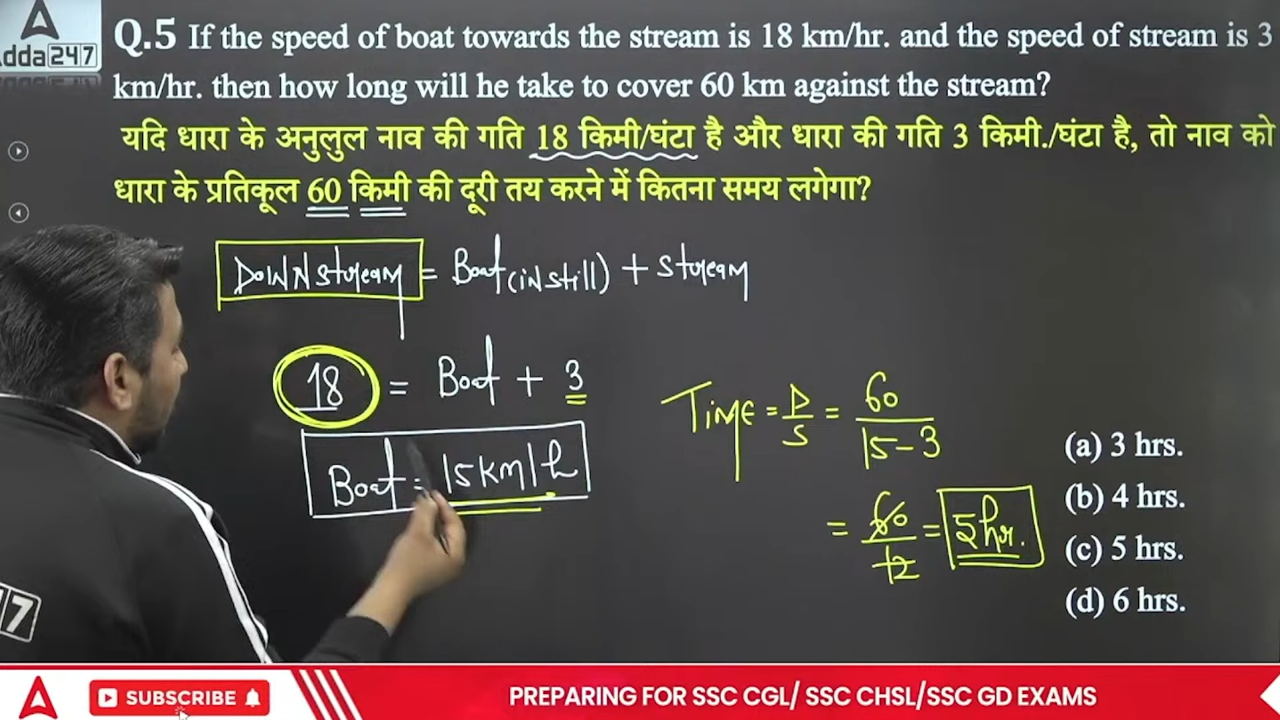 Adda247
Q.5 If the speed of boat towards the stream is 18 km/hr. and the speed of stream is 3
km/hr. then how long will he take to cover 60 km against the stream?
यदि धारा के अनुलुल नाव की गति 18 किमी/घंटा है और धारा की गति 3 किमी./घंटा है, तो नाव को
धारा के प्रतिकूल 60 किमी की दूरी तय करने में कितना समय लगेगा?
DOWNstream = Boat(in still) + Stream
18 = Boat + 3
Boat = 15km/h
Time = D/S = 60/15-3
= 60/12 = 5hr.
(a) 3 hrs.
(b) 4 hrs.
(c) 5 hrs.
(d) 6 hrs.
7
SUBSCRIBE
PREPARING FOR SSC CGL/ SSC CHSL/SSC GD EXAMS